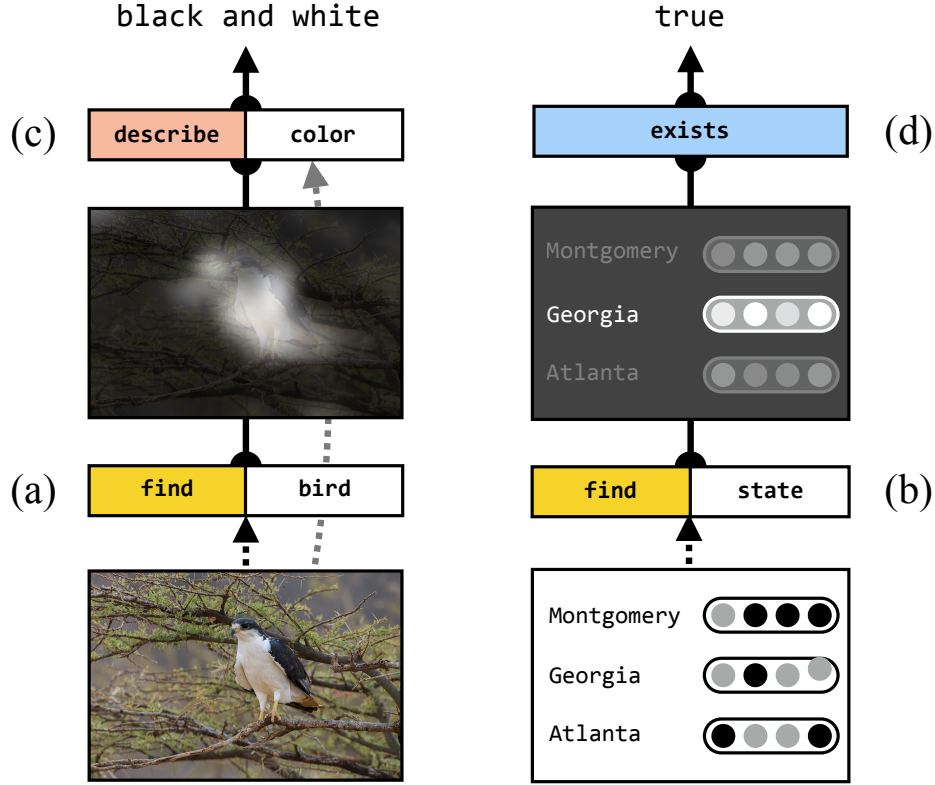 black and white
true
(c)
describe
color
exists
(d)
Montgomery
Georgia
Atlanta
(a)
find
bird
find
state
(b)
Montgomery
Georgia
Atlanta